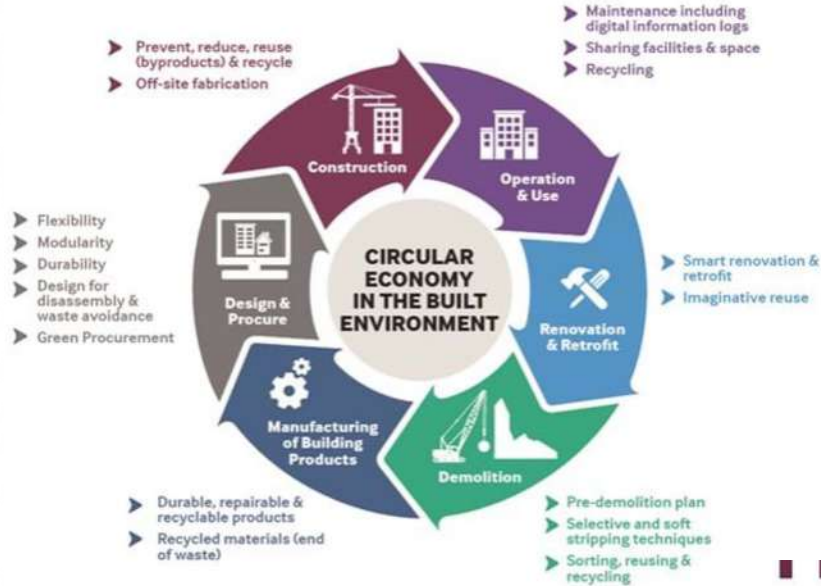 Prevent, reduce, reuse
(byproducts) & recycle
Off-site fabrication
Maintenance including
digital information logs
Sharing facilities & space
Recycling
Construction
Operation
& Use
Flexibility
Modularity
Durability
Design for
disassembly &
waste avoidance
Green Procurement
Design &
Procure
CIRCULAR
ECONOMY
IN THE BUILT
ENVIRONMENT
Renovation
& Retrofit
Smart renovation &
retrofit
Imaginative reuse
Manufacturing
of Building
Products
Demolition
Durable, repairable &
recyclable products
Recycled materials (end
of waste)
Pre-demolition plan
Selective and soft
stripping techniques
Sorting, reusing &
recycling